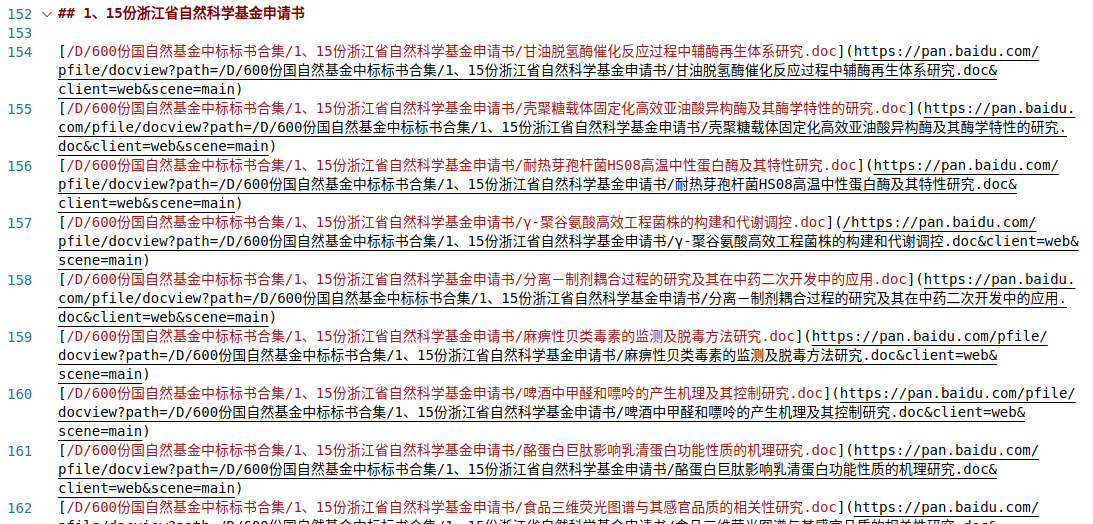 152 ## 1、15份浙江省自然科学基金申请书
153
154 [/D/600份国自然基金中标标书合集/1、15份浙江省自然科学基金申请书/甘油脱氢酶催化反应过程中辅酶再生体系研究.doc](https://pan.baidu.com/
pfile/docview?path=/D/600份国自然基金中标标书合集/1、15份浙江省自然科学基金申请书/甘油脱氢酶催化反应过程中辅酶再生体系研究.doc&
client=web&scene=main)
155 [/D/600份国自然基金中标标书合集/1、15份浙江省自然科学基金申请书/壳聚糖载体固定化高效亚油酸异构酶及其酶学特性的研究.doc](https://pan.baidu.
com/pfile/docview?path=/D/600份国自然基金中标标书合集/1、15份浙江省自然科学基金申请书/壳聚糖载体固定化高效亚油酸异构酶及其酶学特性的研究.
doc&client=web&scene=main)
156 [/D/600份国自然基金中标标书合集/1、15份浙江省自然科学基金申请书/耐热芽孢杆菌HS08高温中性蛋白酶及其特性研究.doc](https://pan.baidu.com/
pfile/docview?path=/D/600份国自然基金中标标书合集/1、15份浙江省自然科学基金申请书/耐热芽孢杆菌HS08高温中性蛋白酶及其特性研究.doc&
client=web&scene=main)
157 [/D/600份国自然基金中标标书合集/1、15份浙江省自然科学基金申请书/γ-聚谷氨酸高效工程菌株的构建和代谢调控.doc](/https://pan.baidu.com/
pfile/docview?path=/D/600份国自然基金中标标书合集/1、15份浙江省自然科学基金申请书/γ-聚谷氨酸高效工程菌株的构建和代谢调控.doc&client=web&
scene=main)
158 [/D/600份国自然基金中标标书合集/1、15份浙江省自然科学基金申请书/分离－制剂耦合过程的研究及其在中药二次开发中的应用.doc](https://pan.baidu.
com/pfile/docview?path=/D/600份国自然基金中标标书合集/1、15份浙江省自然科学基金申请书/分离－制剂耦合过程的研究及其在中药二次开发中的应用.
doc&client=web&scene=main)
159 [/D/600份国自然基金中标标书合集/1、15份浙江省自然科学基金申请书/麻痹性贝类毒素的监测及脱毒方法研究.doc](https://pan.baidu.com/pfile/
docview?path=/D/600份国自然基金中标标书合集/1、15份浙江省自然科学基金申请书/麻痹性贝类毒素的监测及脱毒方法研究.doc&client=web&
scene=main)
160 [/D/600份国自然基金中标标书合集/1、15份浙江省自然科学基金申请书/啤酒中甲醛和嘌呤的产生机理及其控制研究.doc](https://pan.baidu.com/pfile/
docview?path=/D/600份国自然基金中标标书合集/1、15份浙江省自然科学基金申请书/啤酒中甲醛和嘌呤的产生机理及其控制研究.doc&client=web&
scene=main)
161 [/D/600份国自然基金中标标书合集/1、15份浙江省自然科学基金申请书/酪蛋白巨肽影响乳清蛋白功能性质的机理研究.doc](https://pan.baidu.com/
pfile/docview?path=/D/600份国自然基金中标标书合集/1、15份浙江省自然科学基金申请书/酪蛋白巨肽影响乳清蛋白功能性质的机理研究.doc&
client=web&scene=main)
162 [/D/600份国自然基金中标标书合集/1、15份浙江省自然科学基金申请书/食品三维荧光图谱与其感官品质的相关性研究.doc](https://pan.baidu.com/